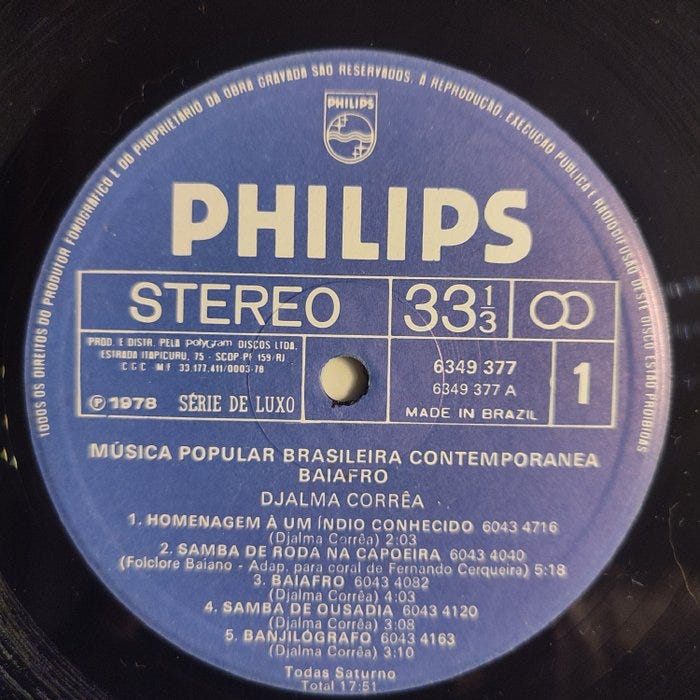 TODOS OS DIREITOS DO PRODUTOR FONOGRÁFICO E DO PROPRIETÁRIO DA OBRA GRAVADA SÃO RESERVADOS. A REPRODUÇÃO, EXECUÇÃO PÚBLICA E RADIODIFUSÃO DESTE DISCO ESTÃO PROIBIDAS
PHILIPS
PHILIPS
STEREO 33 1/3
PROD. E DISTR. PELA polygram DISCOS LTDA.
ESTRADA ITAPICURU, 75 - SCOP-PF 159/RJ
C G C M F 33.177.411/0003-78
℗ 1978 SÉRIE DE LUXO
6349 377
6349 377 A
MADE IN BRAZIL
1
MÚSICA POPULAR BRASILEIRA CONTEMPORANEA
BAIAFRO
DJALMA CORRÊA
1. HOMENAGEM À UM ÍNDIO CONHECIDO 6043 4716
(Djalma Corrêa) 2:03
2. SAMBA DE RODA NA CAPOEIRA 6043 4040
(Folclore Baiano - Adap. para coral de Fernando Cerqueira) 5:18
3. BAIAFRO 6043 4082
(Djalma Corrêa) 4:03
4. SAMBA DE OUSADIA 6043 4120
(Djalma Corrêa) 3:08
5. BANJILÓGRAFO 6043 4163
(Djalma Corrêa) 3:10
Todas Saturno
Total 17:51